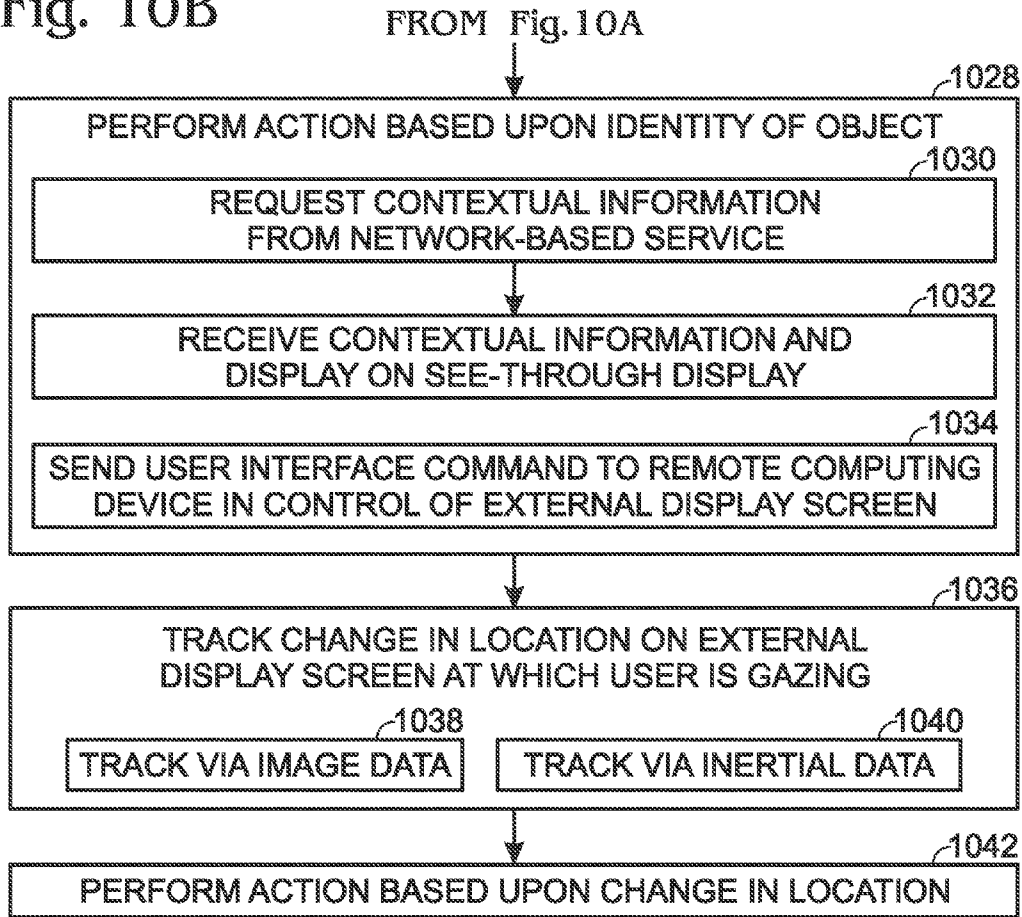 Fig. 10B
FROM Fig.10A
1028
PERFORM ACTION BASED UPON IDENTITY OF OBJECT
1030
REQUEST CONTEXTUAL INFORMATION
FROM NETWORK-BASED SERVICE
1032
RECEIVE CONTEXTUAL INFORMATION AND
DISPLAY ON SEE-THROUGH DISPLAY
1034
SEND USER INTERFACE COMMAND TO REMOTE COMPUTING
DEVICE IN CONTROL OF EXTERNAL DISPLAY SCREEN
1036
TRACK CHANGE IN LOCATION ON EXTERNAL
DISPLAY SCREEN AT WHICH USER IS GAZING
1038
TRACK VIA IMAGE DATA
1040
TRACK VIA INERTIAL DATA
1042
PERFORM ACTION BASED UPON CHANGE IN LOCATION